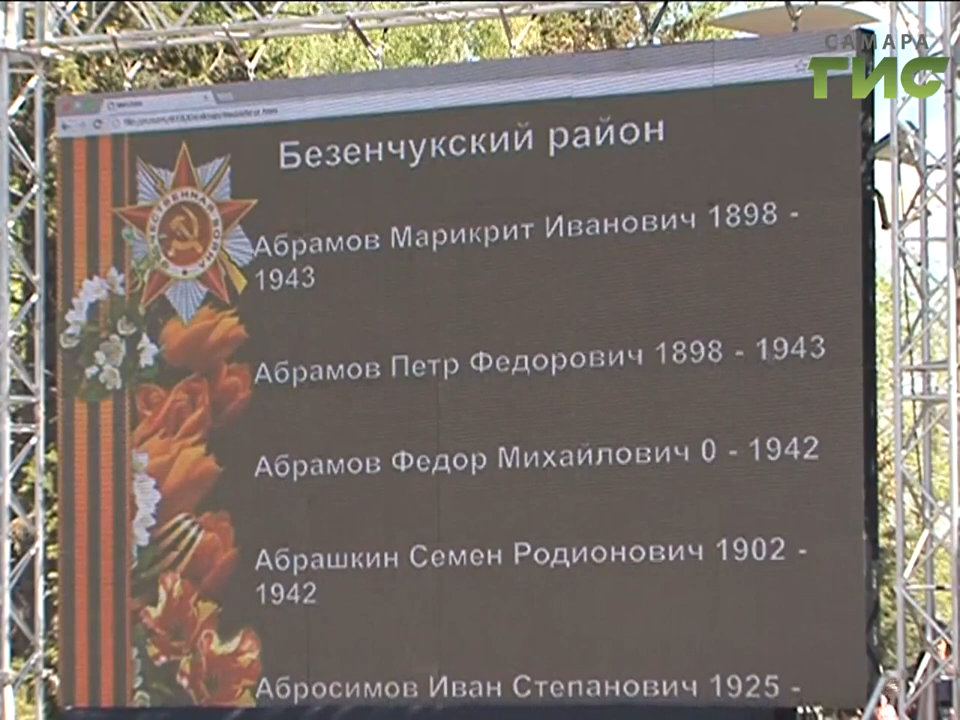 САМАРА
ГИС
Безенчукский район
Абрамов Марикрит Иванович 1898 -
1943
Абрамов Петр Федорович 1898 - 1943
Абрамов Федор Михайлович 0 - 1942
Абрашкин Семен Родионович 1902 -
1942
Абросимов Иван Степанович 1925 -